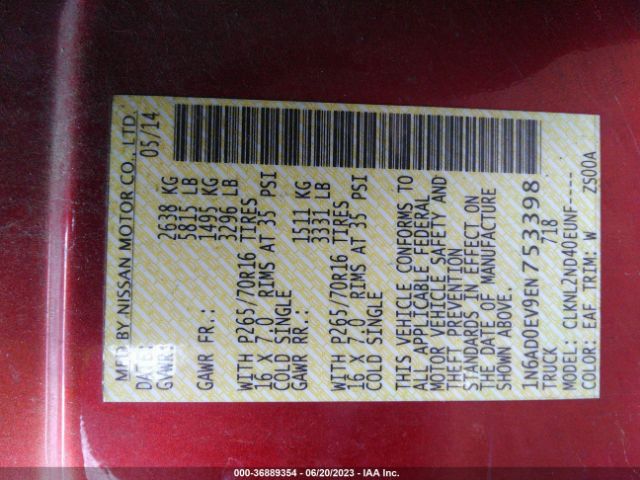 MFD BY NISSAN MOTOR CO., LTD.
DATE: 05/14
GVWR: 2638 KG
5815 LB
GAWR FR.: 1495 KG
3296 LB
WITH P265/70R16 TIRES
16 X 7.0 RIMS AT 35 PSI
COLD SINGLE
GAWR RR.: 1511 KG
3331 LB
WITH P265/70R16 TIRES
16 X 7.0 RIMS AT 35 PSI
COLD SINGLE
THIS VEHICLE CONFORMS TO
ALL APPLICABLE FEDERAL
MOTOR VEHICLE SAFETY AND
THEFT PREVENTION
STANDARDS IN EFFECT ON
THE DATE OF MANUFACTURE
SHOWN ABOVE.
1N6AD0EV9EN753398
TRUCK 718
MODEL: CLKNL2ND40EUNF----
COLOR: EAF TRIM: W ZS00A
000-36889354 - 06/20/2023 - IAA Inc.